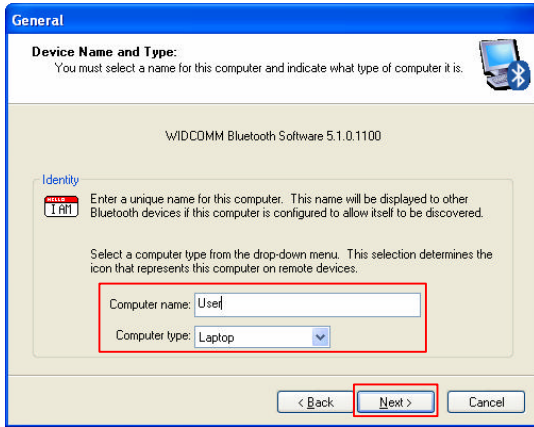 General
Device Name and Type:
You must select a name for this computer and indicate what type of computer it is.
WIDCOMM Bluetooth Software 5.1.0.1100
Identity
HELLO
I AM
Enter a unique name for this computer. This name will be displayed to other
Bluetooth devices if this computer is configured to allow itself to be discovered.
Select a computer type from the drop-down menu. This selection determines the
icon that represents this computer on remote devices.
Computer name: User
Computer type: Laptop
< Back Next > Cancel